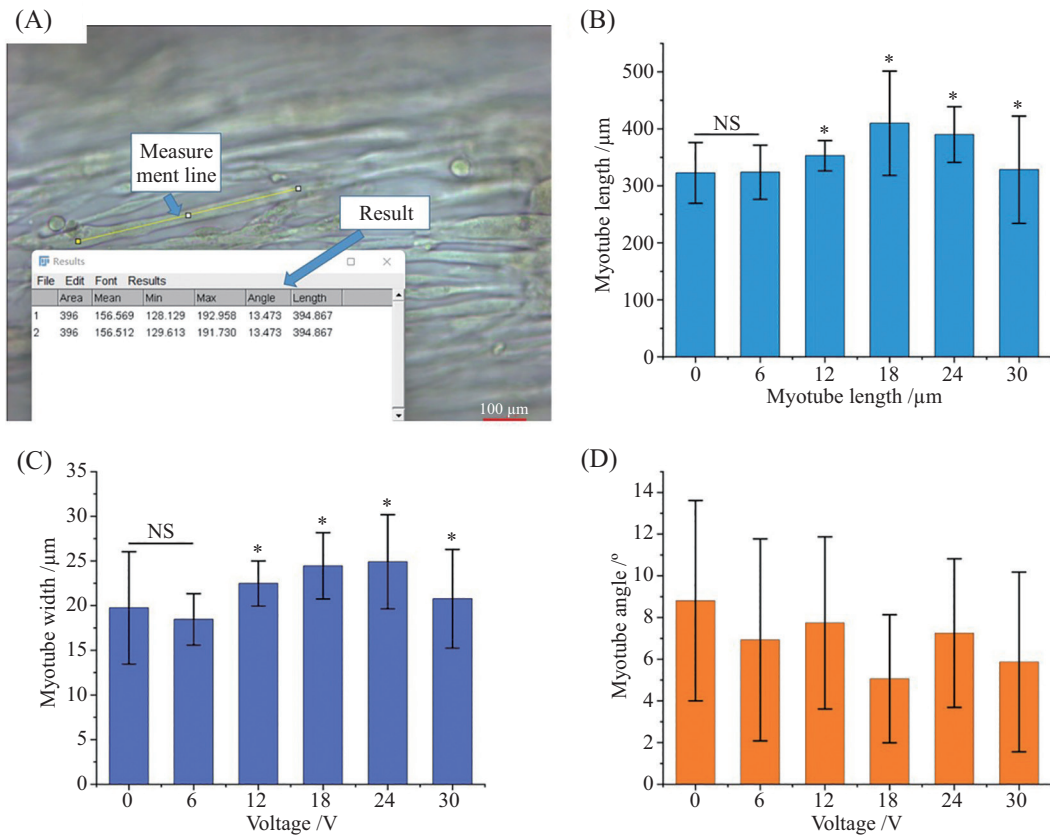 (A)
Measure
ment line
Result
Results
File Edit Font Results
Area Mean Min Max Angle Length
1 396 156.569 128.129 192.958 13.473 394.867
2 396 156.512 129.613 191.730 13.473 394.867
100 μm
(B)
Myotube length /μm
500
400
300
200
100
0
NS
*
*
*
*
0 6 12 18 24 30
Myotube length /μm
(C)
Myotube width /μm
35
30
25
20
15
10
5
0
NS
*
*
*
*
0 6 12 18 24 30
Voltage /V
(D)
Myotube angle /°
14
12
10
8
6
4
2
0
0 6 12 18 24 30
Voltage /V